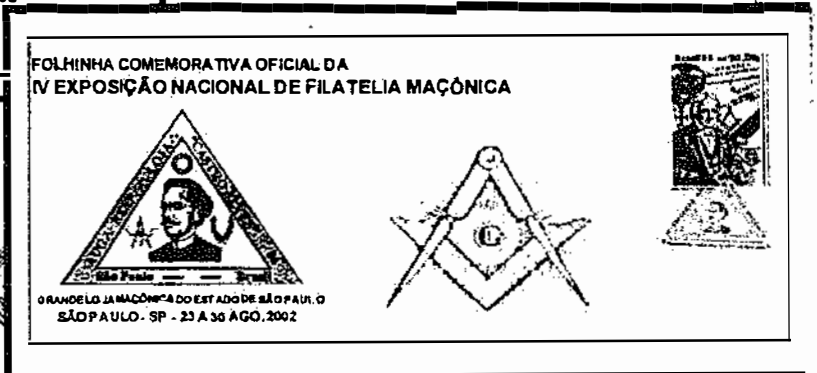 FOLHINHA COMEMORATIVA OFICIAL DA
IV EXPOSIÇÃO NACIONAL DE FILATELIA MAÇÔNICA
São Paulo — — Brasil
G
GRANDE LOJA MAÇÔNICA DO ESTADO DE SÃO PAULO
SÃO PAULO - SP - 23 A 30 AGO. 2002